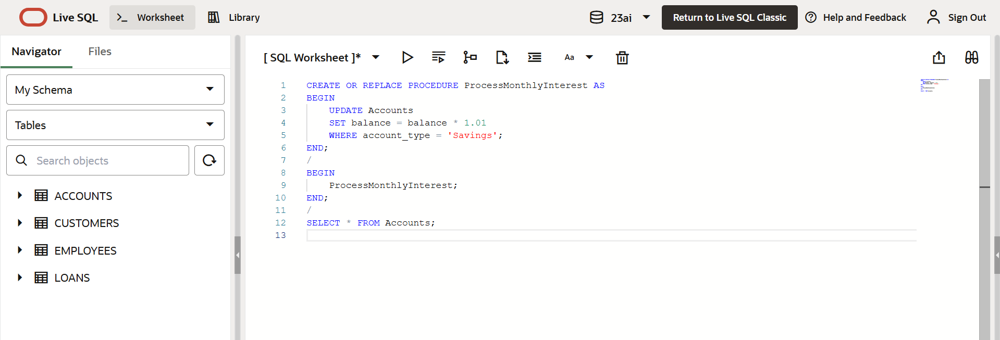 Live SQL Worksheet Library 23ai Return to Live SQL Classic Help and Feedback Sign Out
Navigator Files
My Schema
Tables
Search objects
ACCOUNTS
CUSTOMERS
EMPLOYEES
LOANS
[ SQL Worksheet ]* Aa
1 CREATE OR REPLACE PROCEDURE ProcessMonthlyInterest AS
2 BEGIN
3 UPDATE Accounts
4 SET balance = balance * 1.01
5 WHERE account_type = 'Savings';
6 END;
7 /
8 BEGIN
9 ProcessMonthlyInterest;
10 END;
11 /
12 SELECT * FROM Accounts;
13